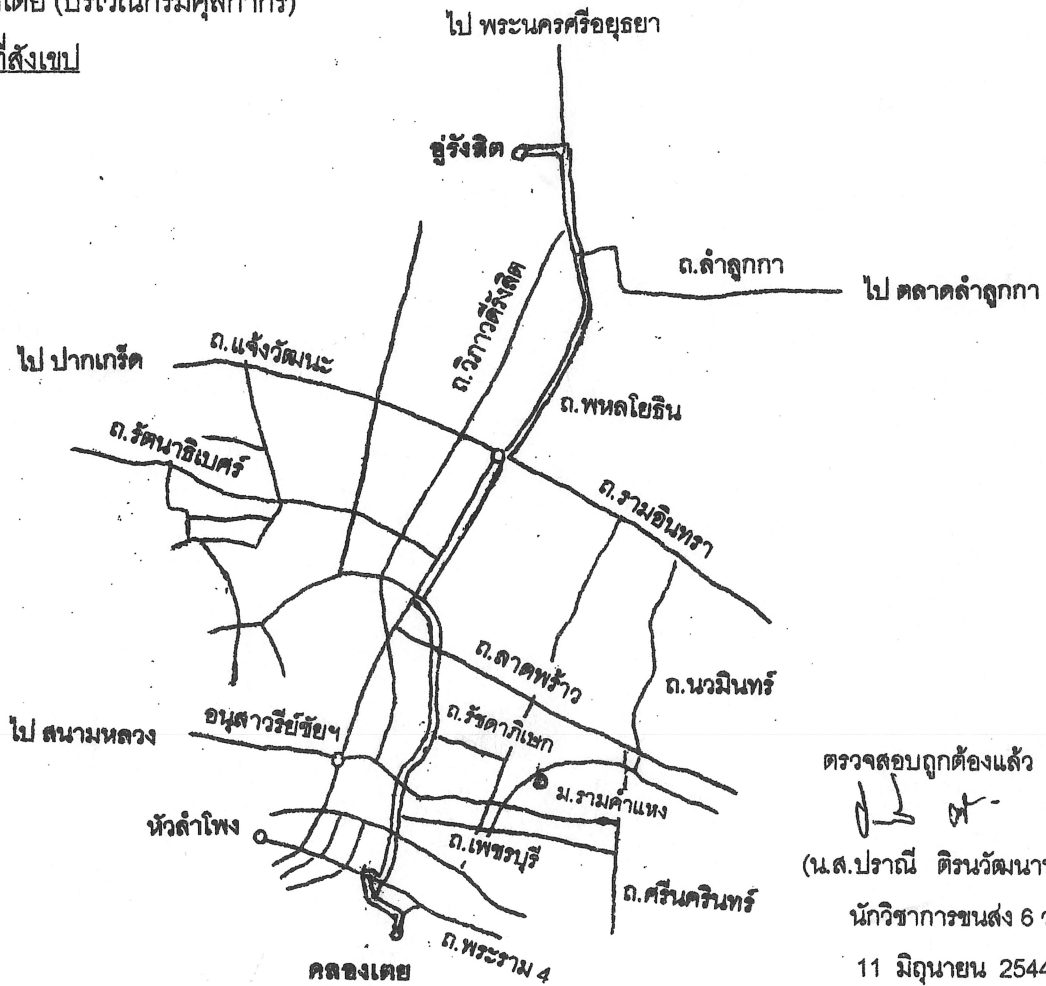 (บริเวณกรมศุลกากร)
ไป พระนครศรีอยุธยา
อู่รังสิต
ถ.ลำลูกกา
ไป ตลาดลำลูกกา
ถ.วิภาวดีรังสิต
ไป ปากเกร็ด
ถ.แจ้งวัฒนะ
ถ.พหลโยธิน
ถ.รัตนาธิเบศร์
ถ.รามอินทรา
ถ.ลาดพร้าว
ถ.นวมินทร์
ไป สนามหลวง
อนุสาวรีย์ชัยฯ
ถ.รัชดาภิเษก
ม.รามคำแหง
หัวลำโพง
ถ.เพชรบุรี
ถ.ศรีนครินทร์
ถ.พระราม 4
คลองเตย
ตรวจสอบถูกต้องแล้ว
(น.ส.ปราณี
นักวิชาการขนส่ง 6
11 มิถุนายน 2544